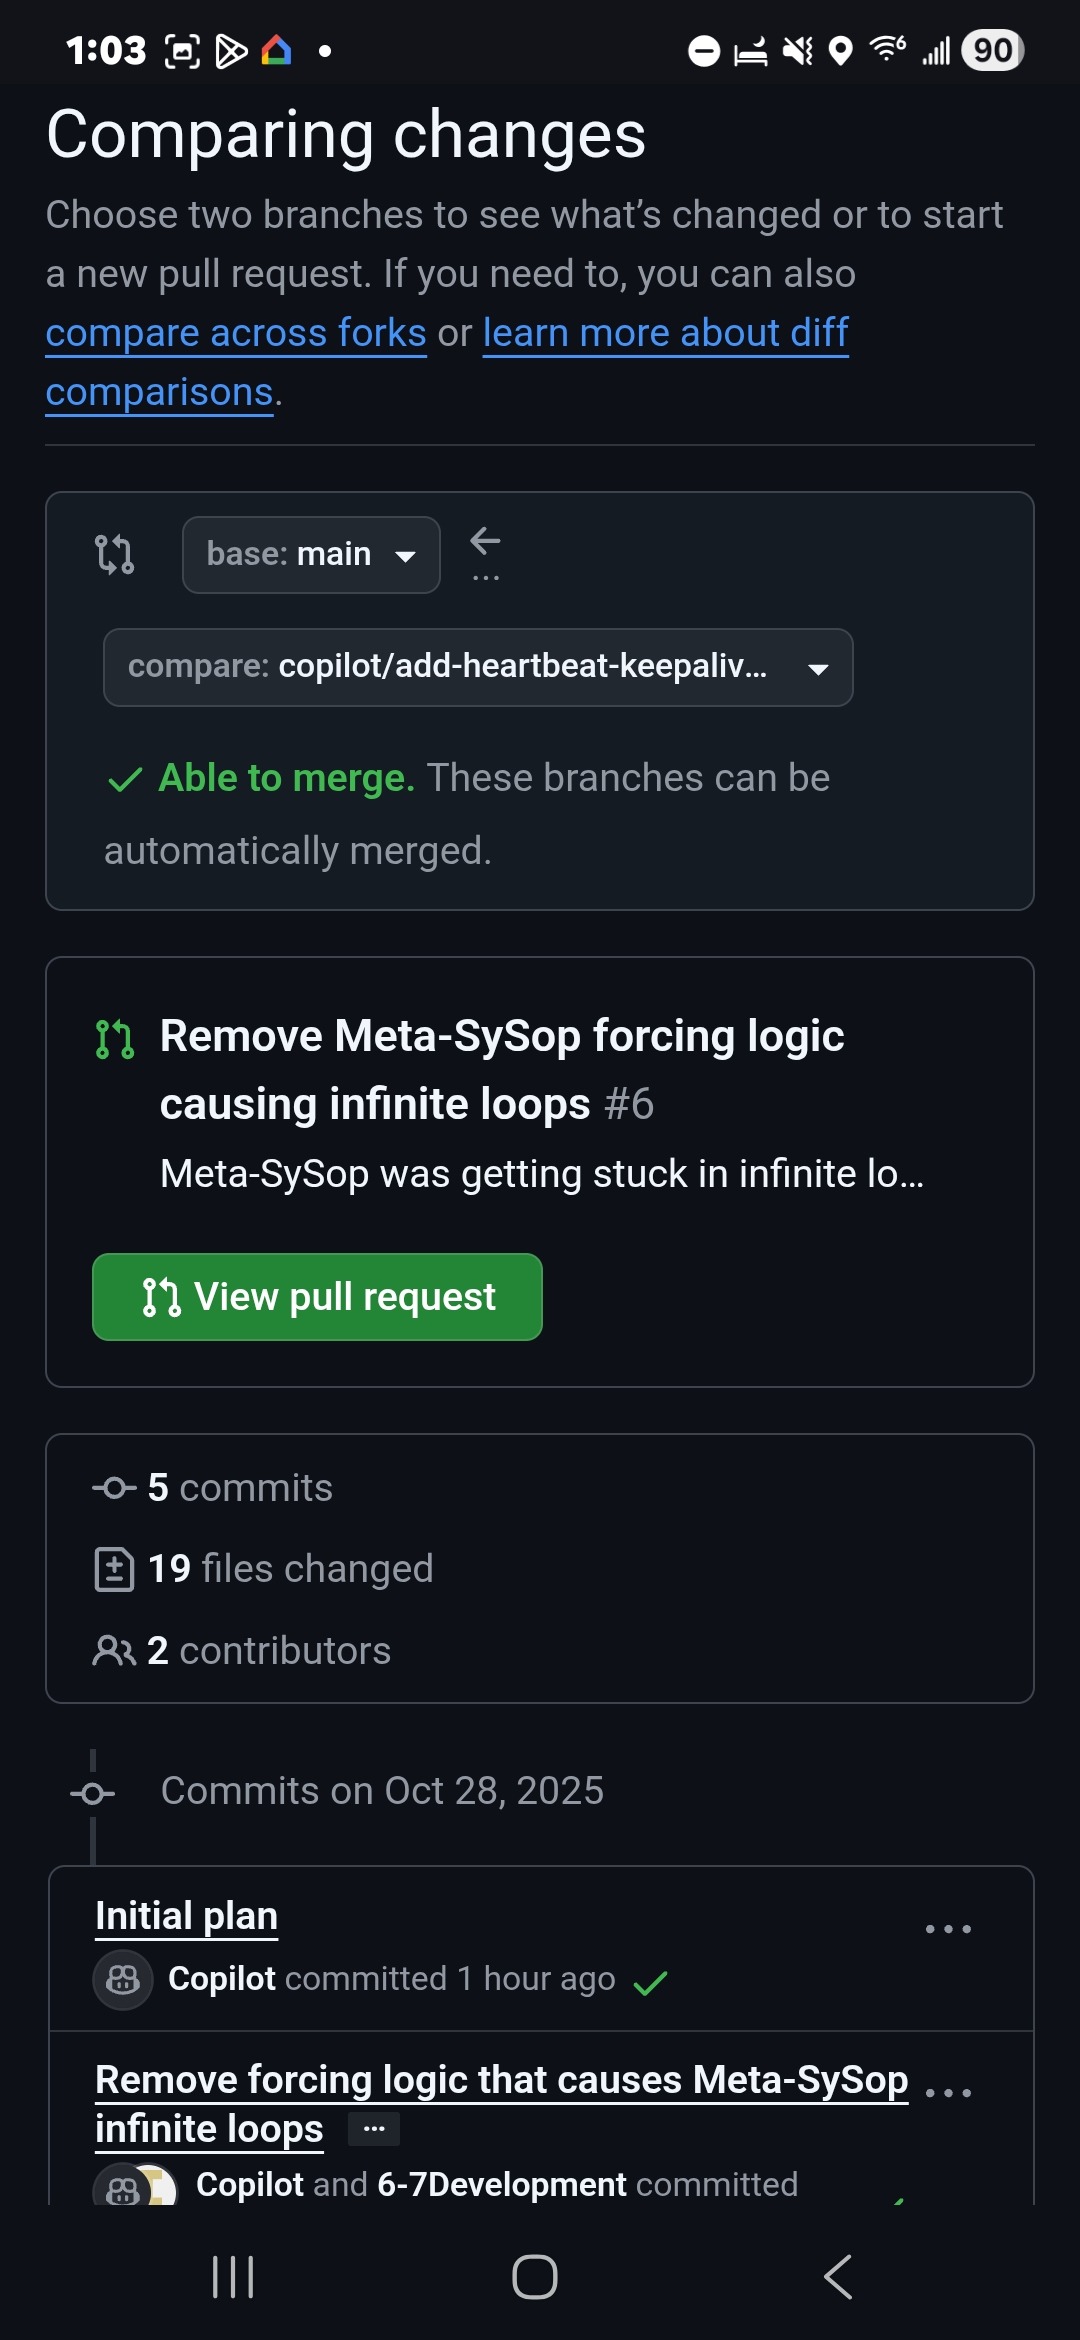 1:03
6
90
Comparing changes
Choose two branches to see what’s changed or to start
a new pull request. If you need to, you can also
compare across forks or learn more about diff
comparisons.
base: main
...
compare: copilot/add-heartbeat-keepaliv...
Able to merge. These branches can be
automatically merged.
Remove Meta-SySop forcing logic
causing infinite loops #6
Meta-SySop was getting stuck in infinite lo...
View pull request
5 commits
19 files changed
2 contributors
Commits on Oct 28, 2025
Initial plan
Copilot committed 1 hour ago
Remove forcing logic that causes Meta-SySop
infinite loops
Copilot and 6-7Development committed